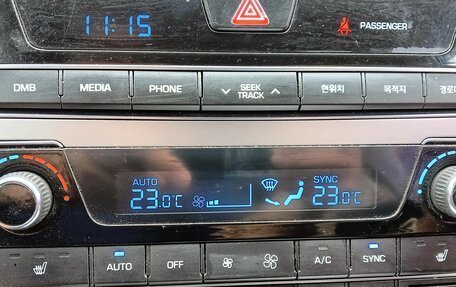 11:15
PASSENGER
DMB MEDIA PHONE SEEK TRACK 현위치 목적지
AUTO SYNC
23.0°C 23.0°C
AUTO OFF A/C SYNC